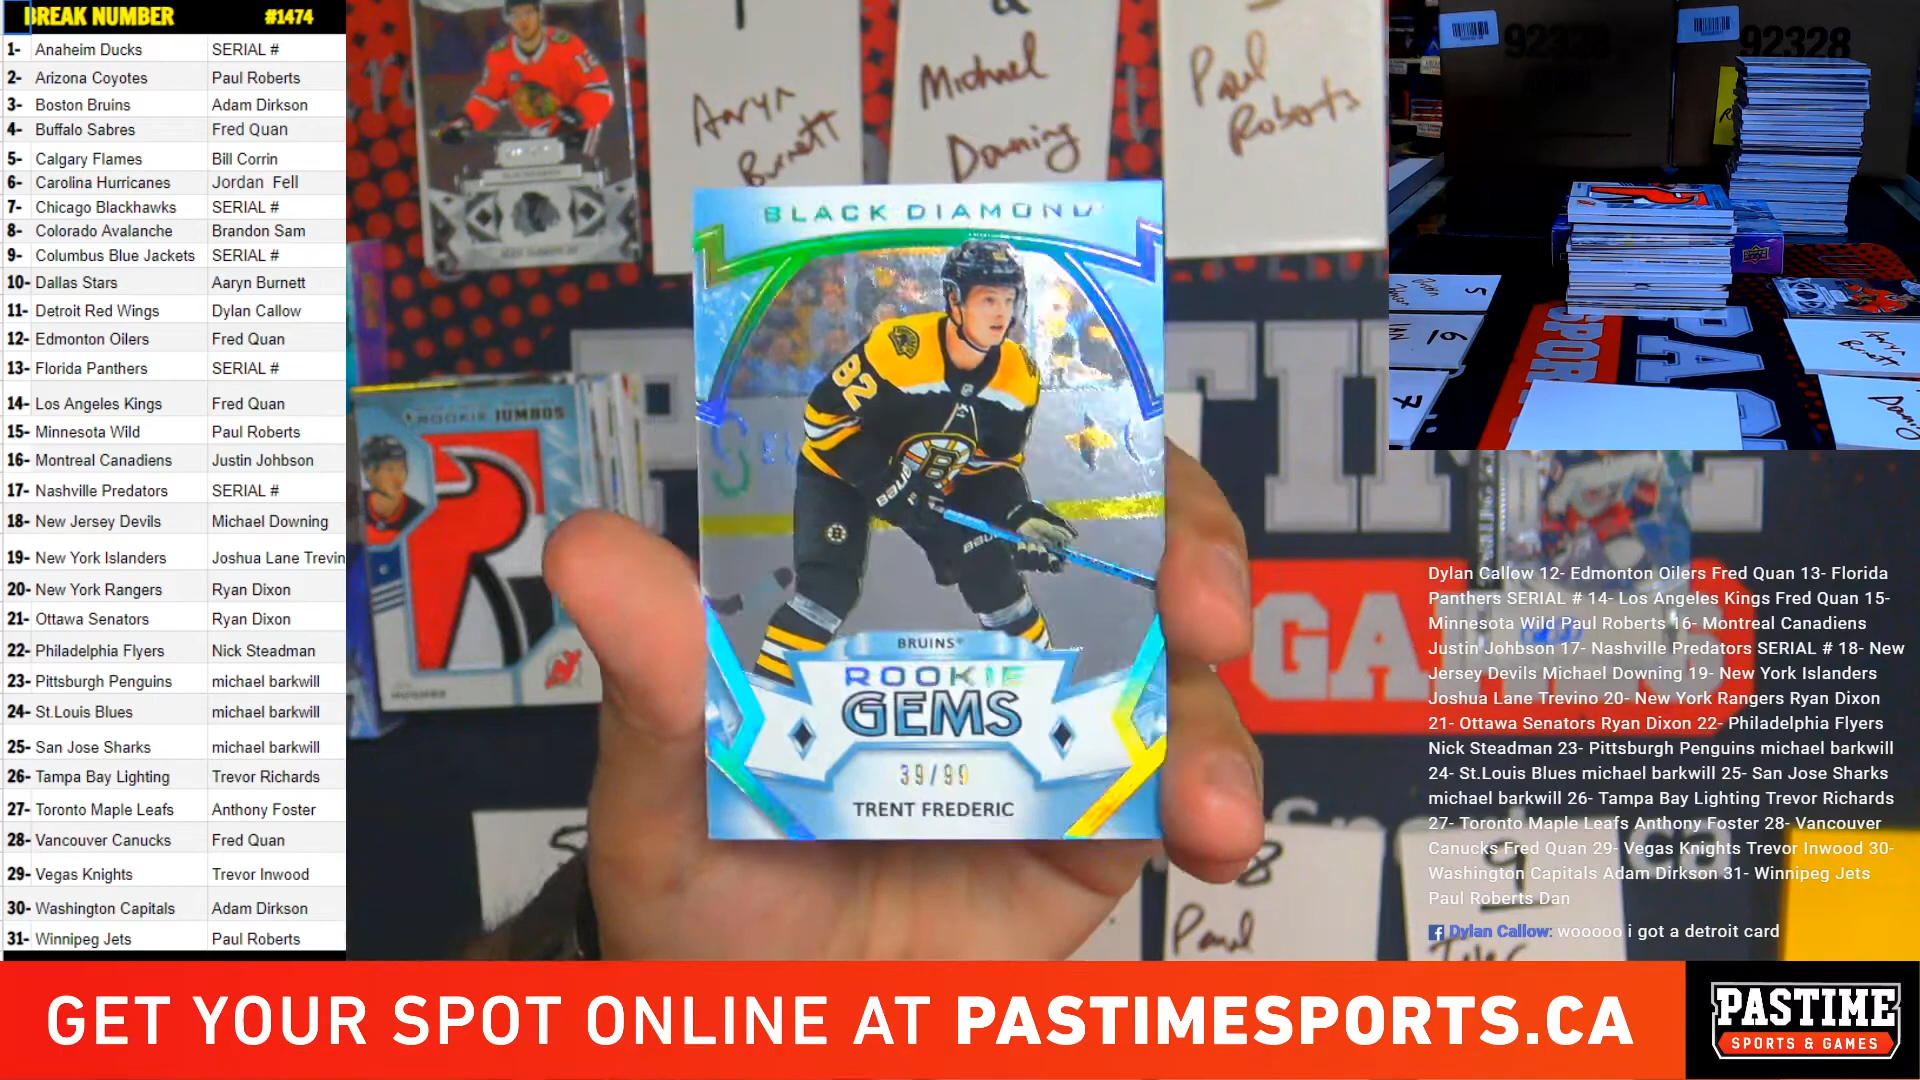 BREAK NUMBER #1474
1- Anaheim Ducks SERIAL #
2- Arizona Coyotes Paul Roberts
3- Boston Bruins Adam Dirkson
4- Buffalo Sabres Fred Quan
5- Calgary Flames Bill Corrin
6- Carolina Hurricanes Jordan Fell
7- Chicago Blackhawks SERIAL #
8- Colorado Avalanche Brandon Sam
9- Columbus Blue Jackets SERIAL #
10- Dallas Stars Aaryn Burnett
11- Detroit Red Wings Dylan Callow
12- Edmonton Oilers Fred Quan
13- Florida Panthers SERIAL #
14- Los Angeles Kings Fred Quan
15- Minnesota Wild Paul Roberts
16- Montreal Canadiens Justin Johbson
17- Nashville Predators SERIAL #
18- New Jersey Devils Michael Downing
19- New York Islanders Joshua Lane Trevin
20- New York Rangers Ryan Dixon
21- Ottawa Senators Ryan Dixon
22- Philadelphia Flyers Nick Steadman
23- Pittsburgh Penguins michael barkwill
24- St.Louis Blues michael barkwill
25- San Jose Sharks michael barkwill
26- Tampa Bay Lighting Trevor Richards
27- Toronto Maple Leafs Anthony Foster
28- Vancouver Canucks Fred Quan
29- Vegas Knights Trevor Inwood
30- Washington Capitals Adam Dirkson
31- Winnipeg Jets Paul Roberts
Aaryn
Burnett
Michael
Downing
Paul
Roberts
ROOKIE JUMBOS
BLACK DIAMOND
82
BRUINS
ROOKIE
GEMS
39/99
TRENT FREDERIC
GA
8
Paul
9
92328
5
6
7
Aaryn
Burnett
SPOR
Dylan Callow 12- Edmonton Oilers Fred Quan 13- Florida
Panthers SERIAL # 14- Los Angeles Kings Fred Quan 15-
Minnesota Wild Paul Roberts 16- Montreal Canadiens
Justin Johbson 17- Nashville Predators SERIAL # 18- New
Jersey Devils Michael Downing 19- New York Islanders
Joshua Lane Trevino 20- New York Rangers Ryan Dixon
21- Ottawa Senators Ryan Dixon 22- Philadelphia Flyers
Nick Steadman 23- Pittsburgh Penguins michael barkwill
24- St.Louis Blues michael barkwill 25- San Jose Sharks
michael barkwill 26- Tampa Bay Lighting Trevor Richards
27- Toronto Maple Leafs Anthony Foster 28- Vancouver
Canucks Fred Quan 29- Vegas Knights Trevor Inwood 30-
Washington Capitals Adam Dirkson 31- Winnipeg Jets
Paul Roberts Dan
Dylan Callow: wooooo i got a detroit card
GET YOUR SPOT ONLINE AT PASTIMESPORTS.CA
PASTIME
SPORTS & GAMES